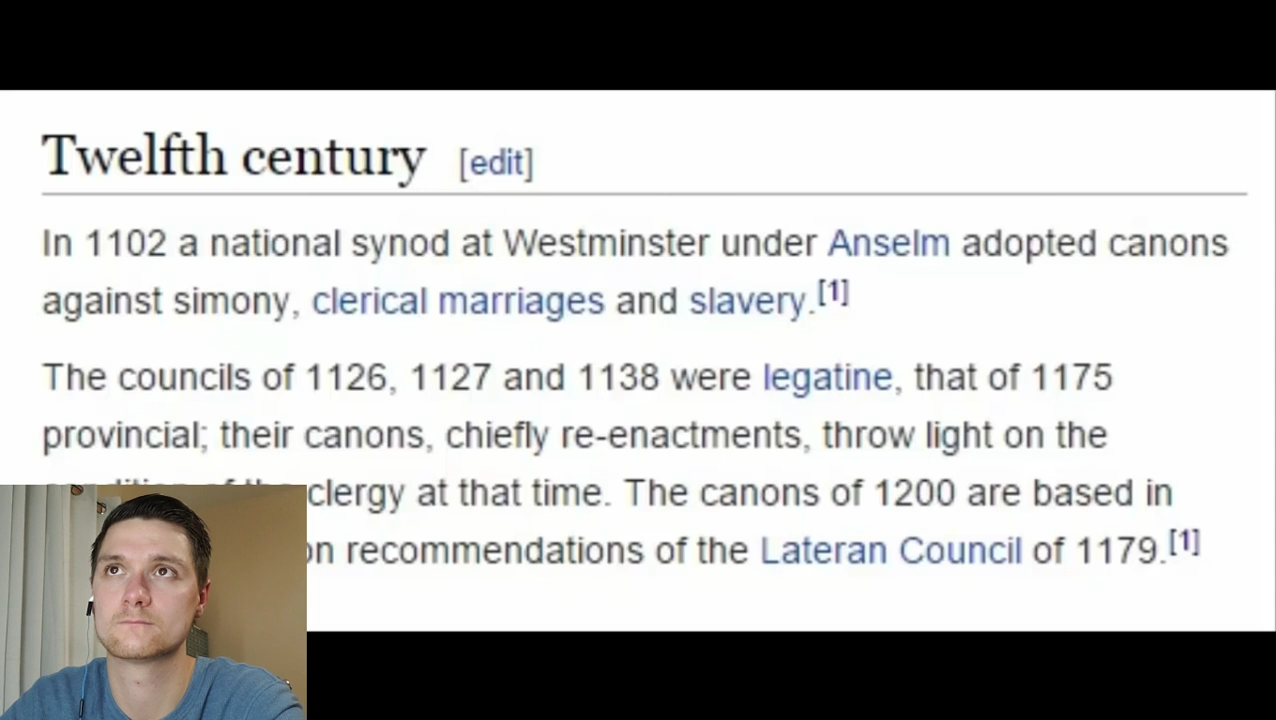 Twelfth century [edit]
In 1102 a national synod at Westminster under Anselm adopted canons
against simony, clerical marriages and slavery.[1]
The councils of 1126, 1127 and 1138 were legatine, that of 1175
provincial; their canons, chiefly re-enactments, throw light on the
clergy at that time. The canons of 1200 are based in
on recommendations of the Lateran Council of 1179.[1]